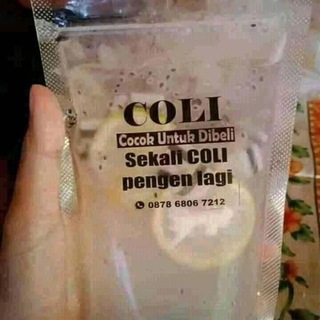 COLI
Cocok Untuk Dibeli
Sekali COLI
pengen lagi
0878 6806 7212